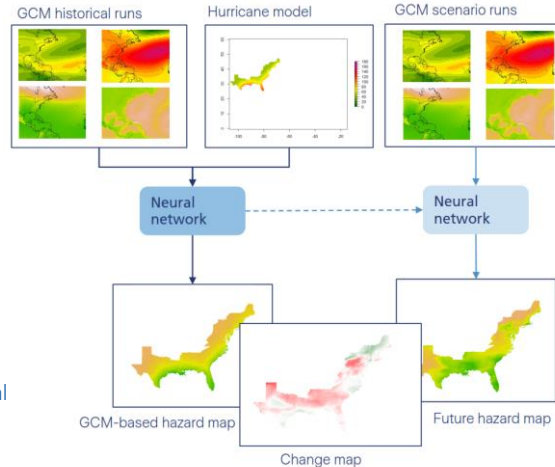 GCM historical runs
Hurricane model
GCM scenario runs
Neural
network
Neural
network
GCM-based hazard map
Future hazard map
Change map